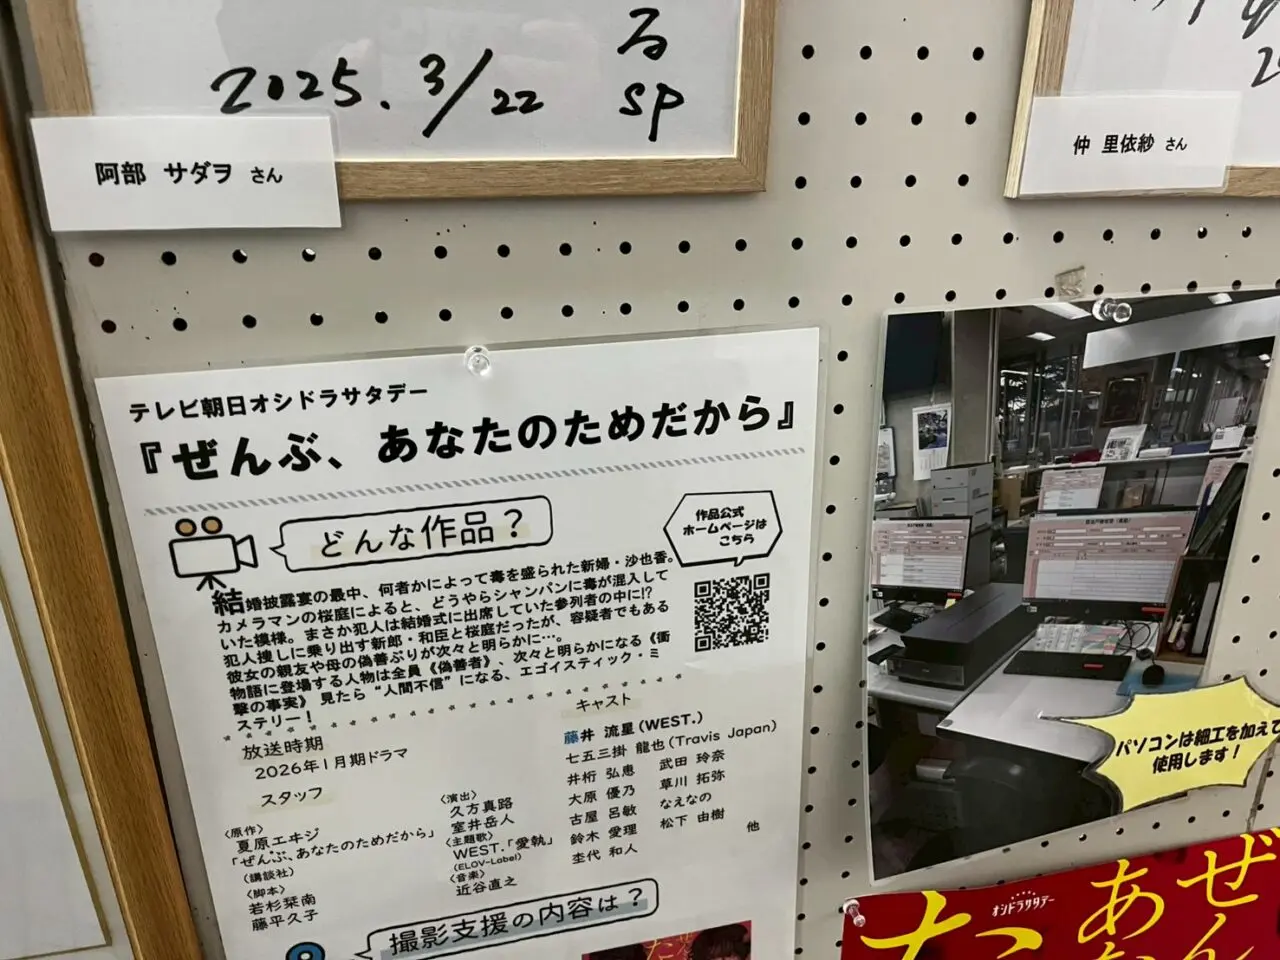 る
2025.3/22
SP
阿部 サダヲ さん
仲 里依紗 さん
テレビ朝日オシドラサタデー
『ぜんぶ、あなたのためだから』
どんな作品？
作品公式
ホームページは
こちら
結婚披露宴の最中、何者かによって毒を盛られた新婦・沙也香。
カメラマンの桜庭によると、どうやらシャンパンに毒が混入して
いた模様。まさか犯人は結婚式に出席していた参列者の中に!?
犯人捜しに乗り出す新郎・和臣と桜庭だったが、容疑者でもある
彼女の親友や母の偽善ぶりが次々と明らかに…。
物語に登場する人物は全員《偽善者》、次々と明らかになる《衝
撃の事実》 見たら“人間不信”になる、エゴイスティック・ミ
ステリー！
放送時期
2026年1月期ドラマ
スタッフ
〈原作〉
夏原エヰジ
「ぜんぶ、あなたのためだから」
（講談社）
〈脚本〉
若杉栞南
藤平久子
〈演出〉
久方真路
室井岳人
〈主題歌〉
WEST.「愛執」
(ELOV-Label)
〈音楽〉
近谷直之
キャスト
藤井 流星(WEST.)
七五三掛 龍也(Travis Japan)
井桁 弘恵 武田 玲奈
大原 優乃 草川 拓弥
古屋 呂敏 なえなの
鈴木 愛理 松下 由樹
杢代 和人 他
撮影支援の内容は？
パソコンは細工を加えて
使用します！
オシドラサタデー
ぜん
あな
た